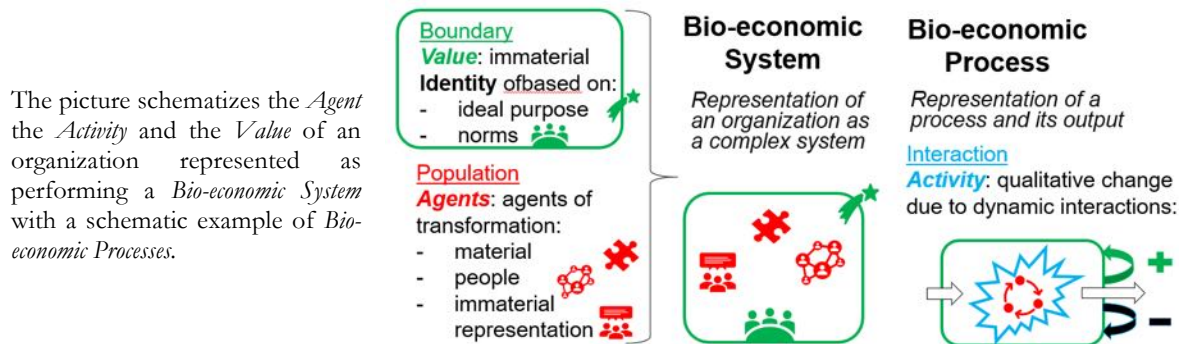 The picture schematizes the Agent
the Activity and the Value of an
organization represented as
performing a Bio-economic System
with a schematic example of Bio-
economic Processes.
Boundary
Value: immaterial
Identity ofbased on:
- ideal purpose
- norms
Population
Agents: agents of
transformation:
- material
- people
- immaterial
representation
Bio-economic
System
Representation of
an organization as
a complex system
Bio-economic
Process
Representation of a
process and its output
Interaction
Activity: qualitative change
due to dynamic interactions:
+
-